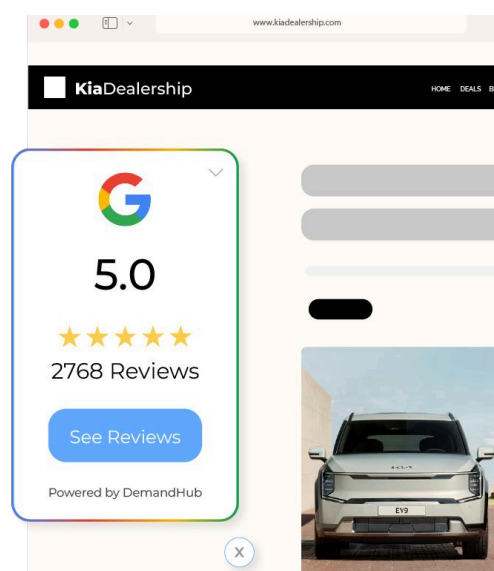 www.kiadealership.com
KiaDealership
HOME DEALS
G
5.0
2768 Reviews
See Reviews
Powered by DemandHub
X
KIA
EV9